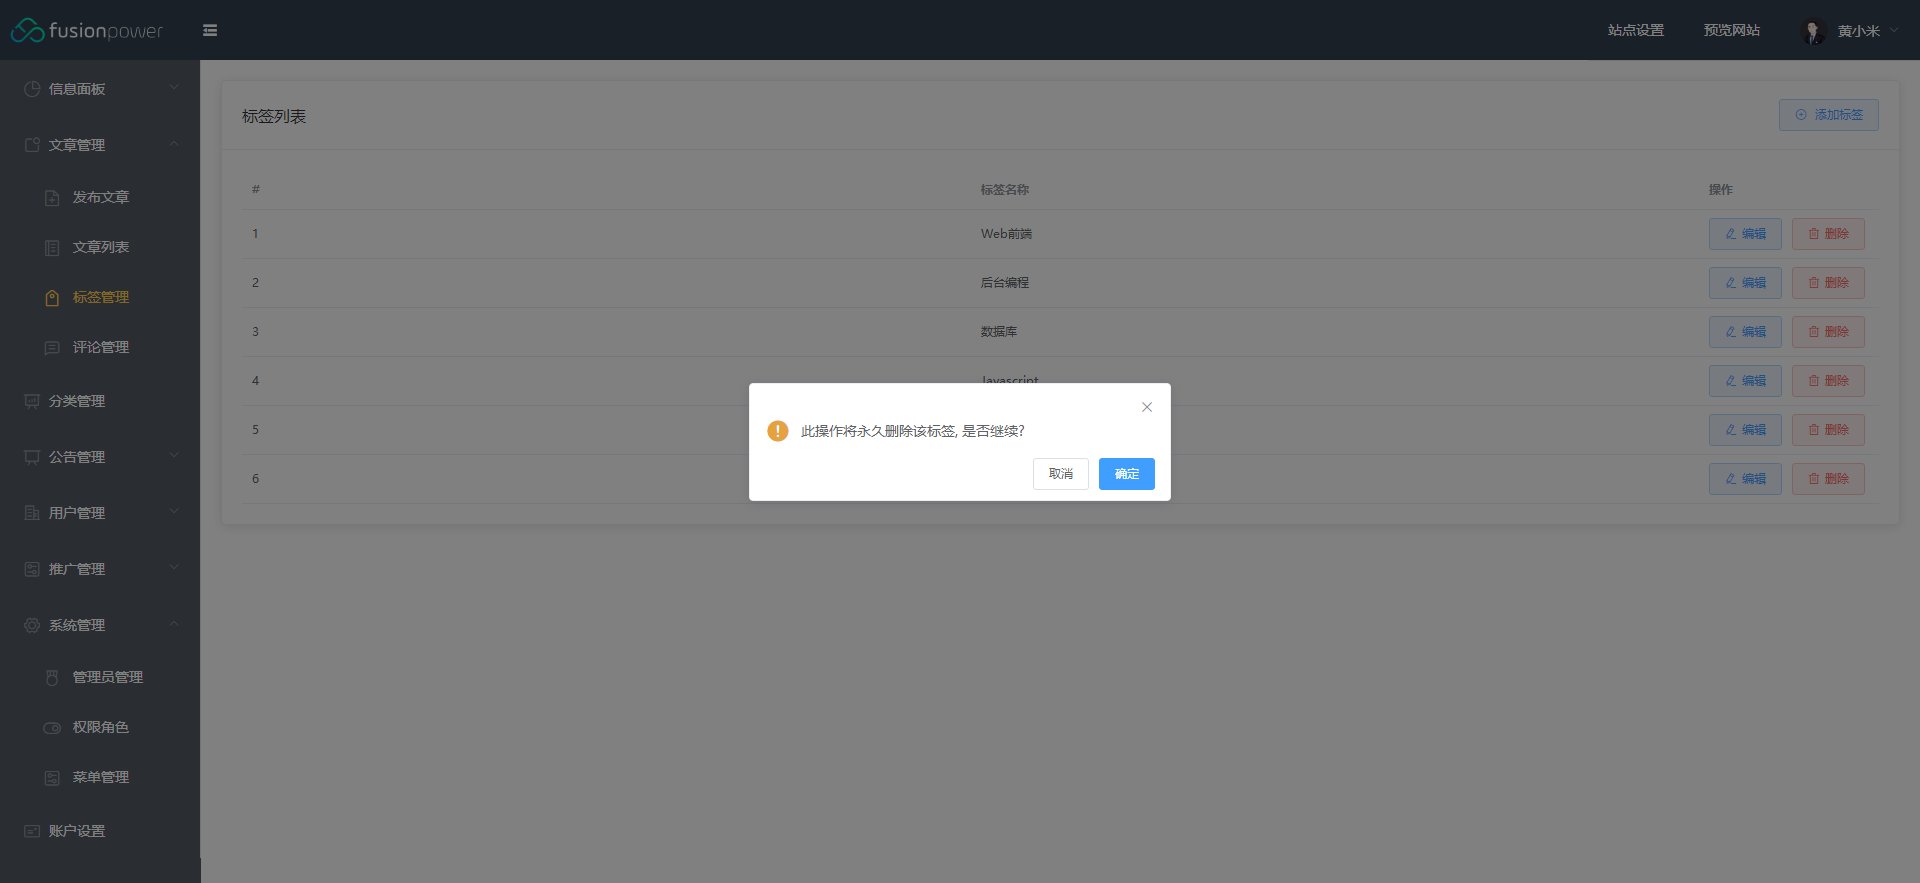 fusionpower
站点设置
预览网站
黄小米
信息面板
文章管理
发布文章
文章列表
标签管理
评论管理
分类管理
公告管理
用户管理
推广管理
系统管理
管理员管理
权限角色
菜单管理
账户设置
标签列表
添加标签
# 标签名称 操作
1 Web前端 编辑 删除
2 后台编程 编辑 删除
3 数据库 编辑 删除
4 Javascript 编辑 删除
5 编辑 删除
6 编辑 删除
此操作将永久删除该标签, 是否继续?
取消 确定